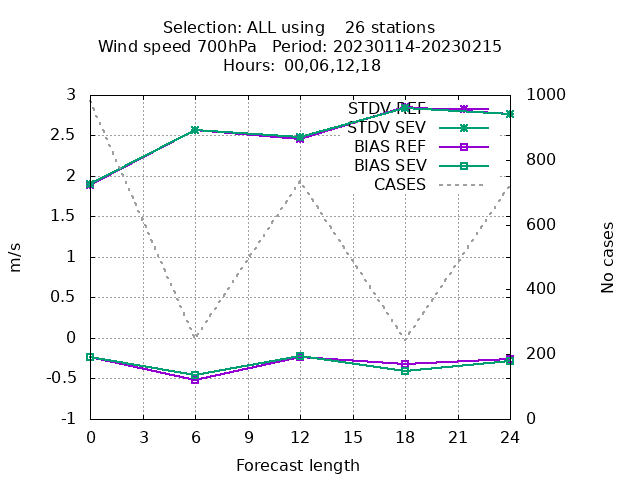 Selection: ALL using    26 stations
Wind speed 700hPa   Period: 20230114-20230215
Hours: 00,06,12,18
3
2.5
2
1.5
1
0.5
0
-0.5
-1
m/s
STDV REF
STDV SEV
BIAS REF
BIAS SEV
CASES
1000
800
600
400
200
0
No cases
0 3 6 9 12 15 18 21 24
Forecast length